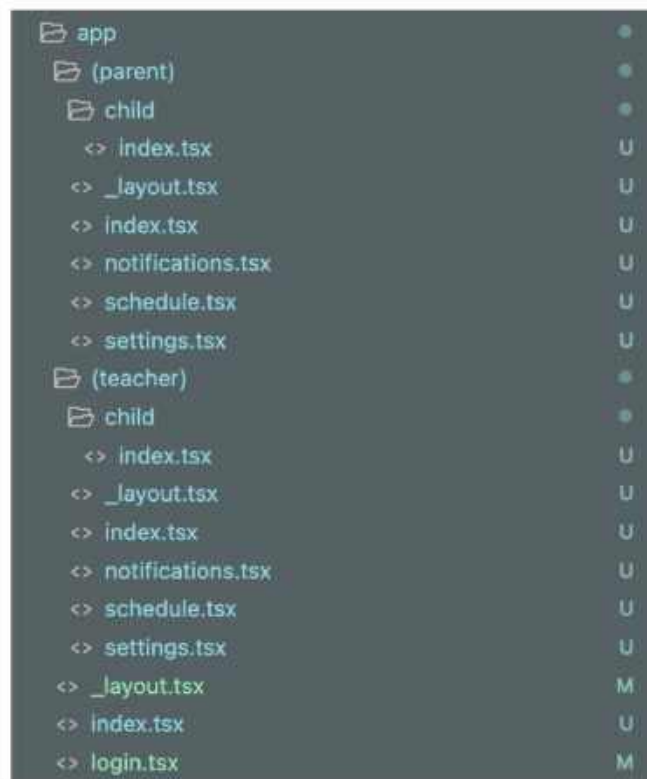 app
(parent)
child
<> index.tsx U
<> _layout.tsx U
<> index.tsx U
<> notifications.tsx U
<> schedule.tsx U
<> settings.tsx U
(teacher)
child
<> index.tsx U
<> _layout.tsx U
<> index.tsx U
<> notifications.tsx U
<> schedule.tsx U
<> settings.tsx U
<> _layout.tsx M
<> index.tsx U
<> login.tsx M